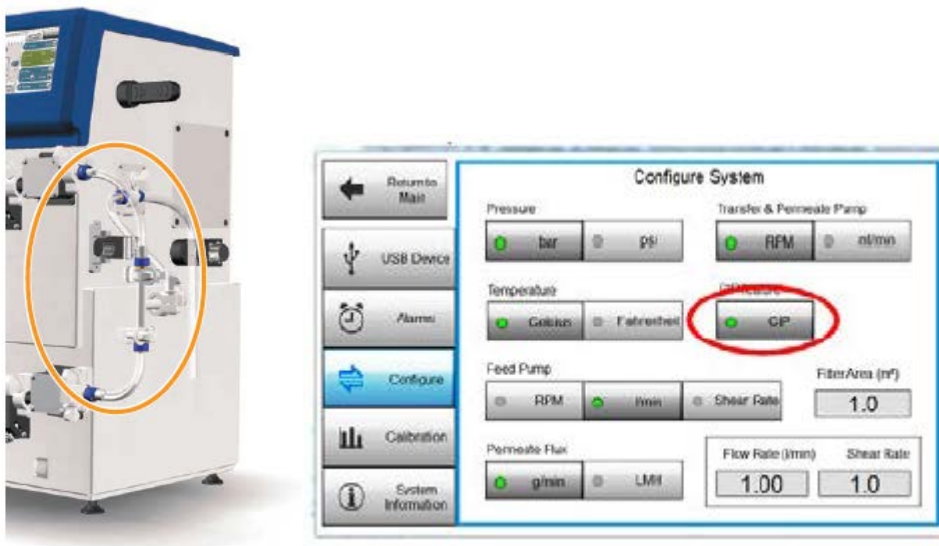 Configure System
Return to
Main
USB Device
Alarms
Configure
Calibration
System
Information
Pressure
bar
psi
Transfer & Permeate Pump
RPM
ml/min
Temperature
Celsius
Fahrenheit
CIP
Feed Pump
RPM
l/min
Shear Rate
Filter Area (m²)
1.0
Permeate Flux
g/min
LMH
Flow Rate (l/min)
Shear Rate
1.00
1.0